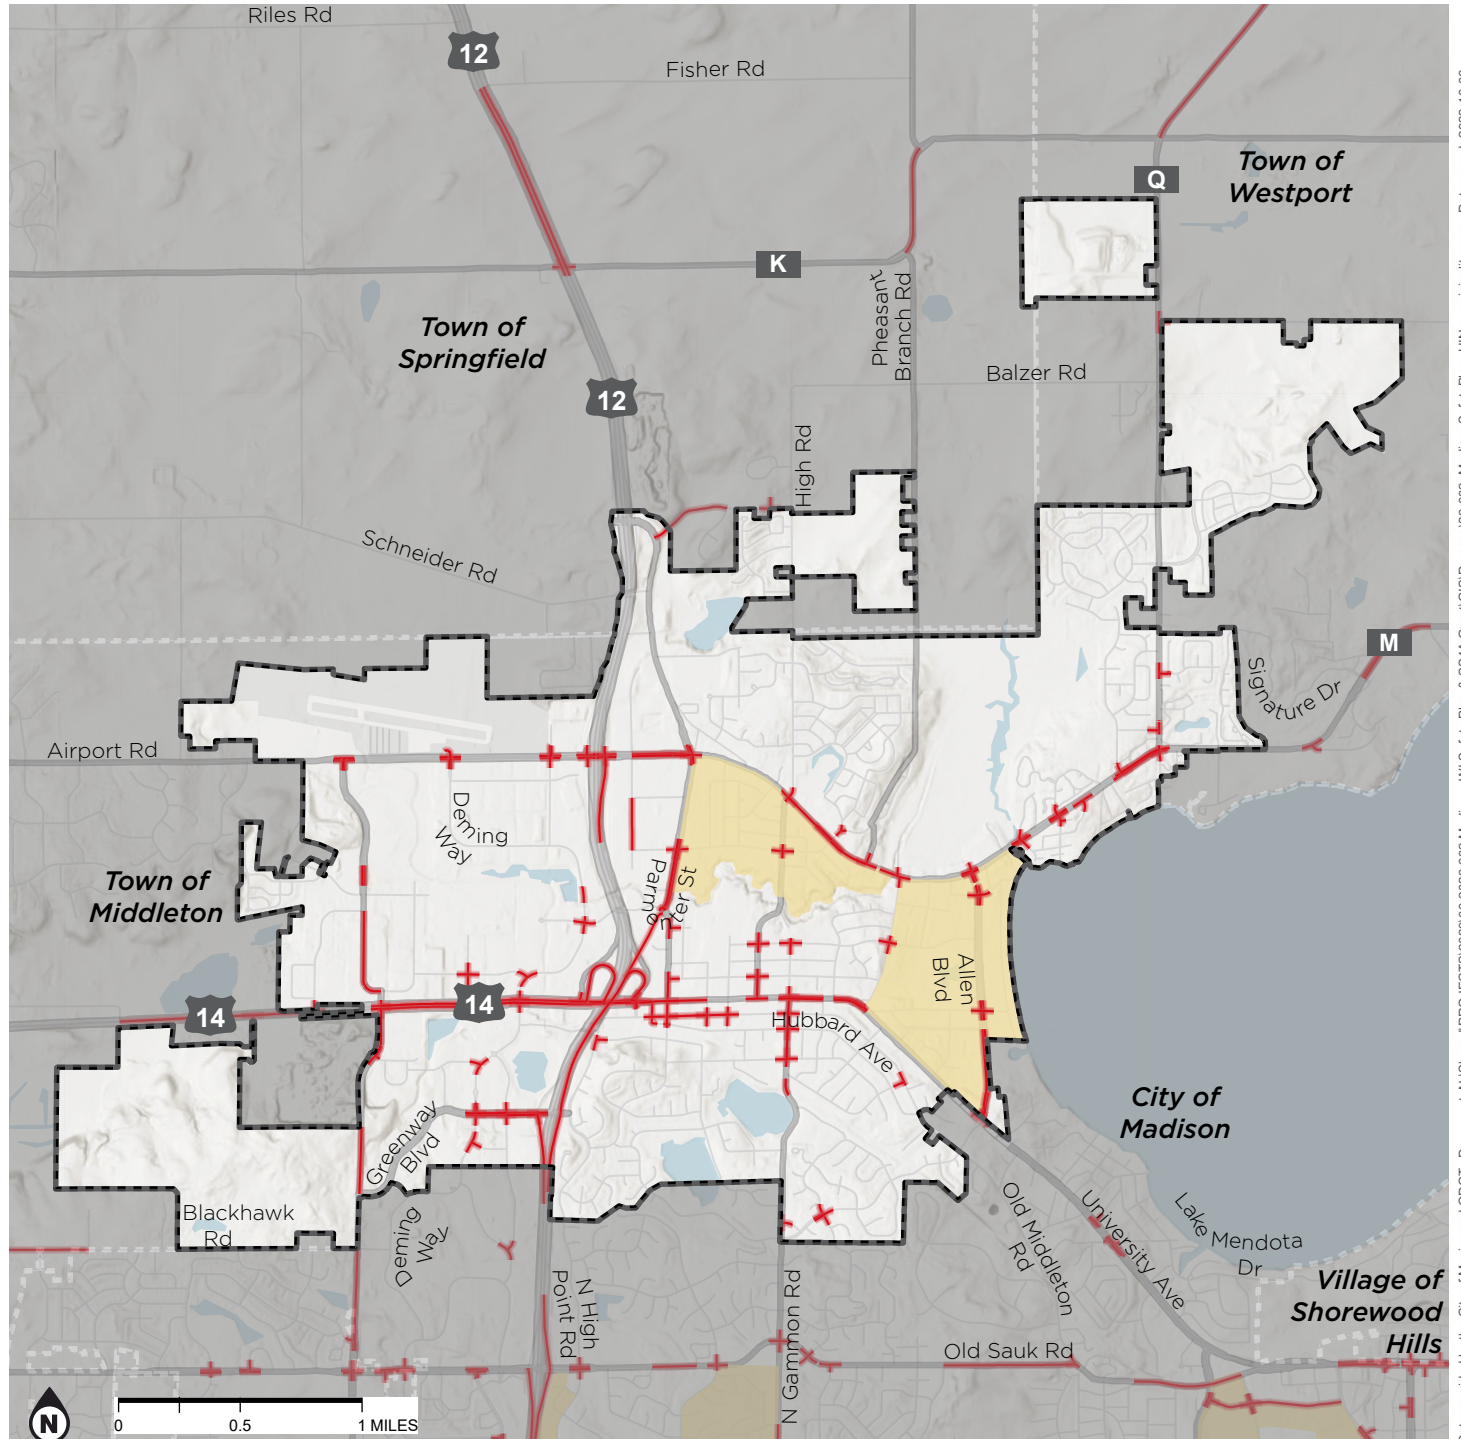 Riles Rd
12
Fisher Rd
Town of
Westport
Q
K
Pheasant
Branch Rd
Town of
Springfield
12
Balzer Rd
High Rd
Schneider Rd
M
Signature Dr
Airport Rd
Deming
Way
Parmenter St
Town of
Middleton
Allen
Blvd
14
14
Hubbard Ave
City of
Madison
Greenway
Blvd
Blackhawk
Rd
Deming
Way
Old Middleton
Rd
University Ave
Lake Mendota
Dr
N High
Point Rd
N Gammon Rd
Village of
Shorewood
Hills
Old Sauk Rd
N
0
0.5
1 MILES